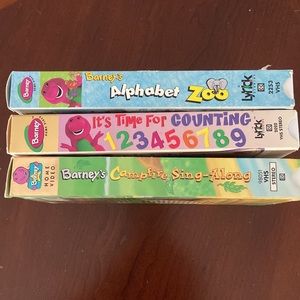 Barney
Barney's Alphabet Zoo
Lyrick
2253
VHS
Barney
It's Time For COUNTING
123456789
Lyrick
VHS STEREO
Barney
HOME
VIDEO
Barney's Campfire Sing-Along
VHS
STEREO